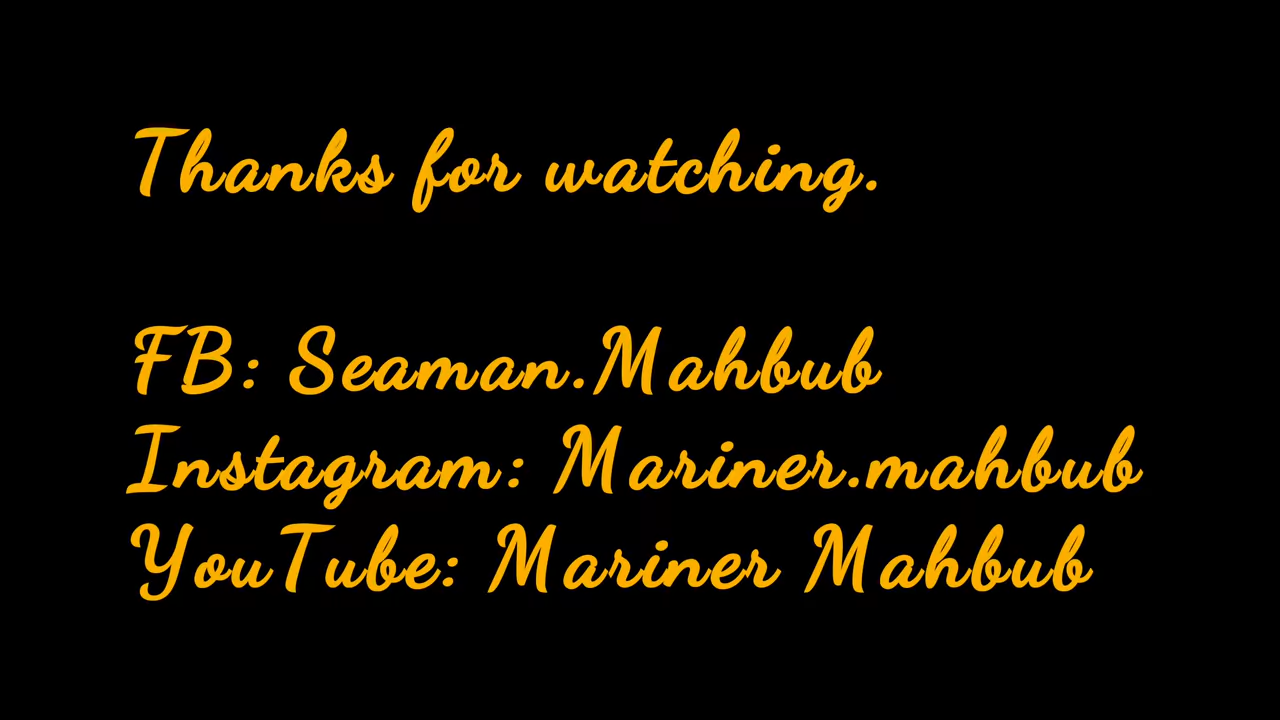 Thanks for watching.
FB: Seaman.Mahbub
Instagram: Mariner.mahbub
YouTube: Mariner Mahbub